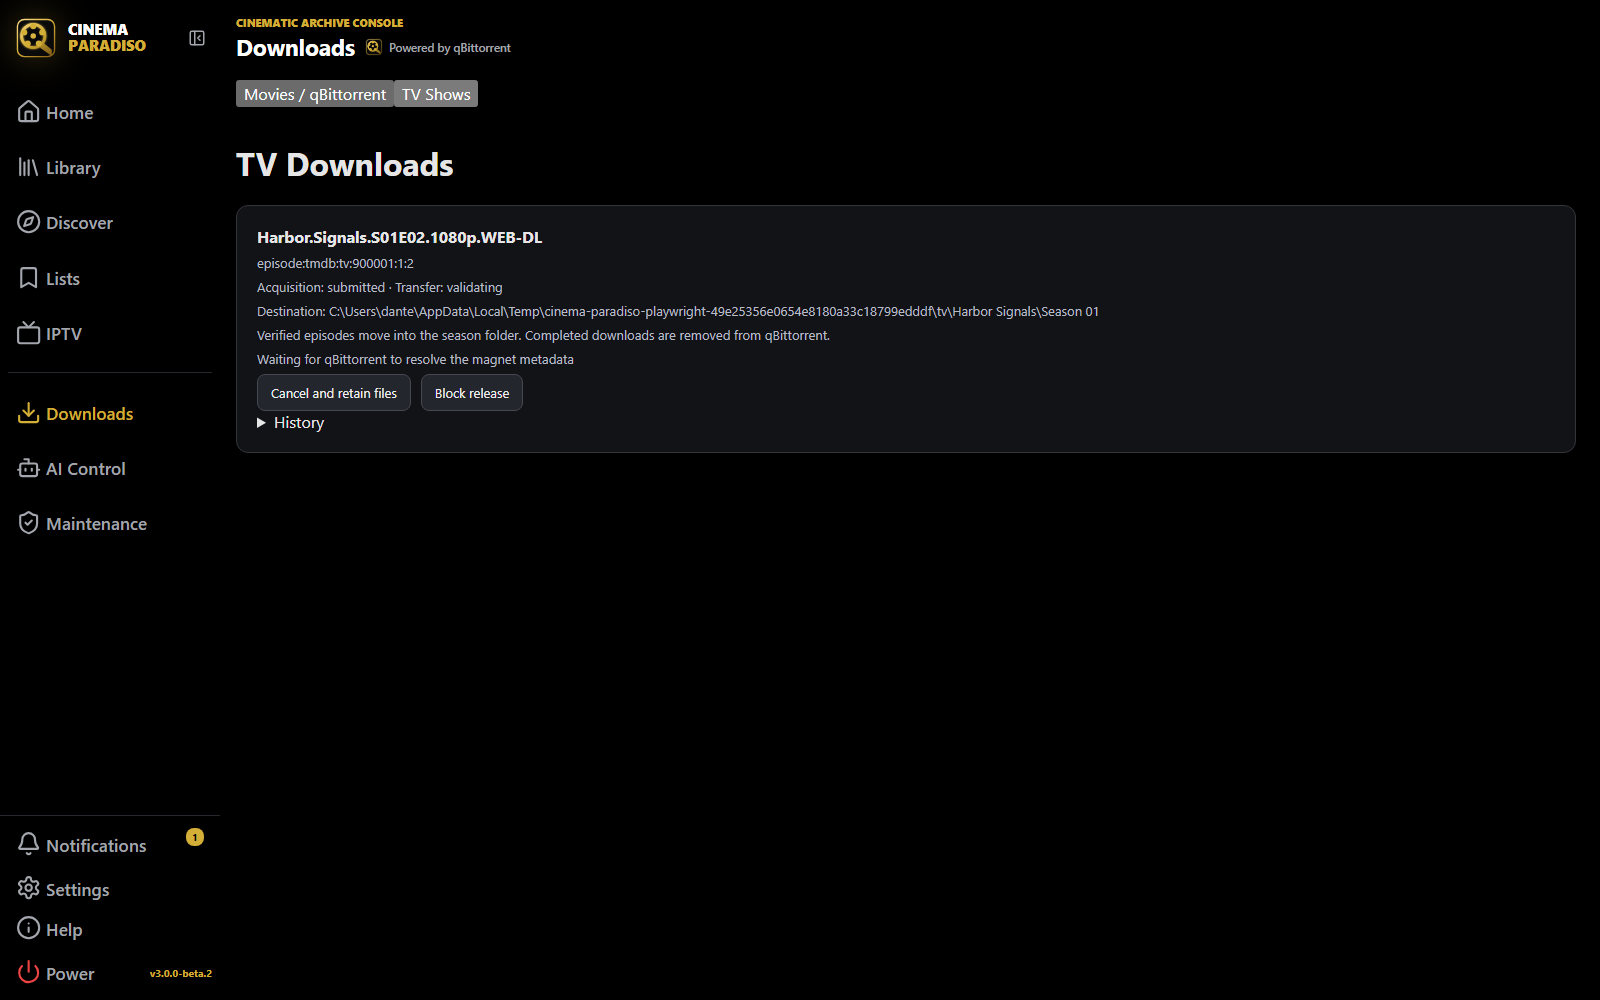 CINEMA
PARADISO
Home
Library
Discover
Lists
IPTV
Downloads
AI Control
Maintenance
Notifications
1
Settings
Help
Power
v3.0.0-beta.2
CINEMATIC ARCHIVE CONSOLE
Downloads Powered by qBittorrent
Movies / qBittorrent TV Shows
TV Downloads
Harbor.Signals.S01E02.1080p.WEB-DL
episode:tmdb:tv:900001:1:2
Acquisition: submitted · Transfer: validating
Destination: C:\Users\dante\AppData\Local\Temp\cinema-paradiso-playwright-49e25356e0654e8180a33c18799edddf\tv\Harbor Signals\Season 01
Verified episodes move into the season folder. Completed downloads are removed from qBittorrent.
Waiting for qBittorrent to resolve the magnet metadata
Cancel and retain files Block release
History